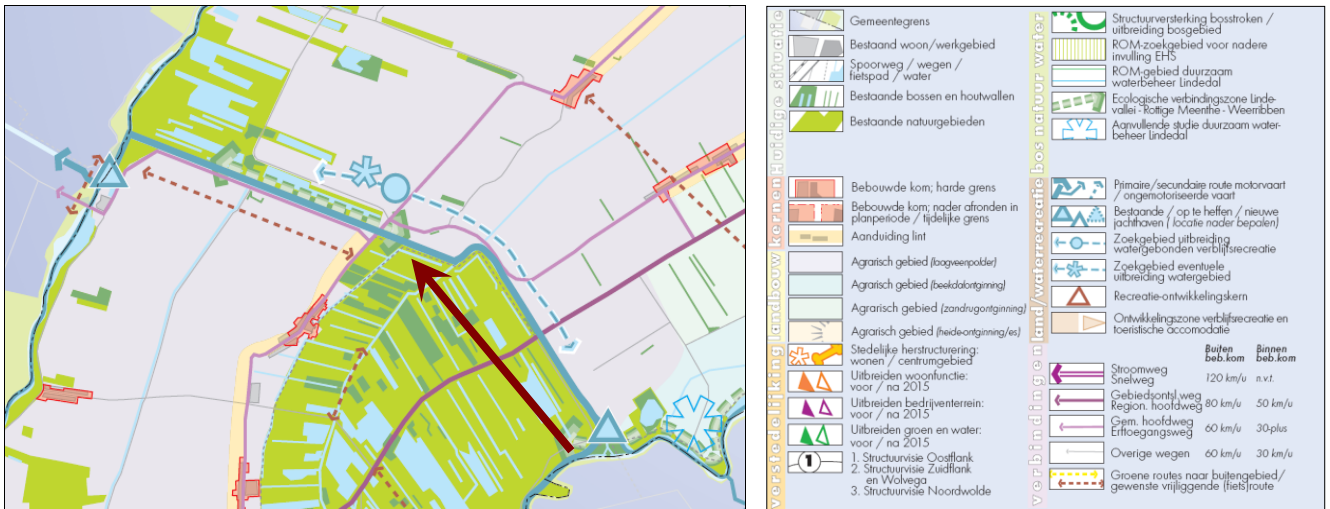 Huidige situatie
Gemeentegrens
Bestaand woon/werkgebied
Spoorweg / wegen /
fietspad / water
Bestaande bossen en houtwallen
Bestaande natuurgebieden
kernen
Bebouwde kom; harde grens
Bebouwde kom; nader afronden in
planperiode / tijdelijke grens
Aanduiding lint
landbouw
Agrarisch gebied (laagveenpolder)
Agrarisch gebied (beekdalontginning)
Agrarisch gebied (zandrugontginning)
Agrarisch gebied (heide-ontginning/es)
verstedelijking
Stedelijke herstructurering:
wonen / centrumgebied
Uitbreiden woonfunctie:
voor / na 2015
Uitbreiden bedrijventerrein:
voor / na 2015
Uitbreiden groen en water:
voor / na 2015
1
1. Structuurvisie Oostflank
2. Structuurvisie Zuidflank
en Wolvega
3. Structuurvisie Noordwolde
bos natuur water
Structuurversterking bosstroken /
uitbreiding bosgebied
ROM-zoekgebied voor nadere
invulling EHS
ROM-gebied duurzaam
waterbeheer Lindedal
Ecologische verbindingszone Linde-
vallei - Rottige Meenthe - Weerribben
Aanvullende studie duurzaam water-
beheer Lindedal
land/waterrecreatie
Primaire/secundaire route motorvaart
/ ongemotoriseerde vaart
Bestaande / op te heffen / nieuwe
jachthaven ( locatie nader bepalen)
Zoekgebied uitbreiding
watergebonden verblijfsrecreatie
Zoekgebied eventuele
uitbreiding watergebied
Recreatie-ontwikkelingskern
Ontwikkelingszone verblijfsrecreatie en
toeristische accomodatie
verbindingen
Buiten Binnen
beb.kom beb.kom
Stroomweg
Snelweg 120 km/u n.v.t.
Gebiedsontsl.weg
Region. hoofdweg 80 km/u 50 km/u
Gem. hoofdweg
Erftoegangsweg 60 km/u 30-plus
Overige wegen 60 km/u 30 km/u
Groene routes naar buitengebied/
gewenste vrijliggende (fiets)route